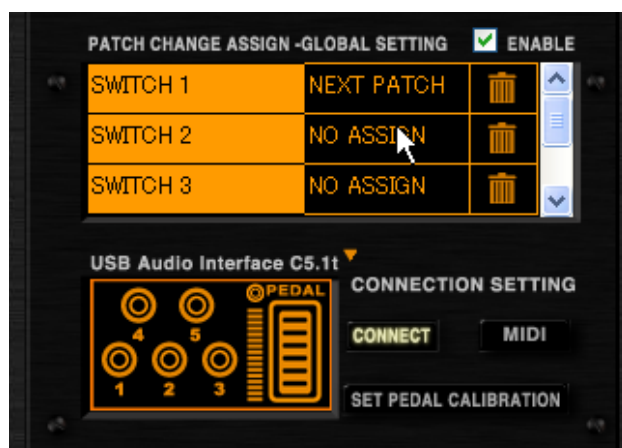 PATCH CHANGE ASSIGN -GLOBAL SETTING ENABLE
SWITCH 1 NEXT PATCH
SWITCH 2 NO ASSIGN
SWITCH 3 NO ASSIGN
USB Audio Interface C5.1t
PEDAL
4 5
1 2 3
CONNECTION SETTING
CONNECT MIDI
SET PEDAL CALIBRATION